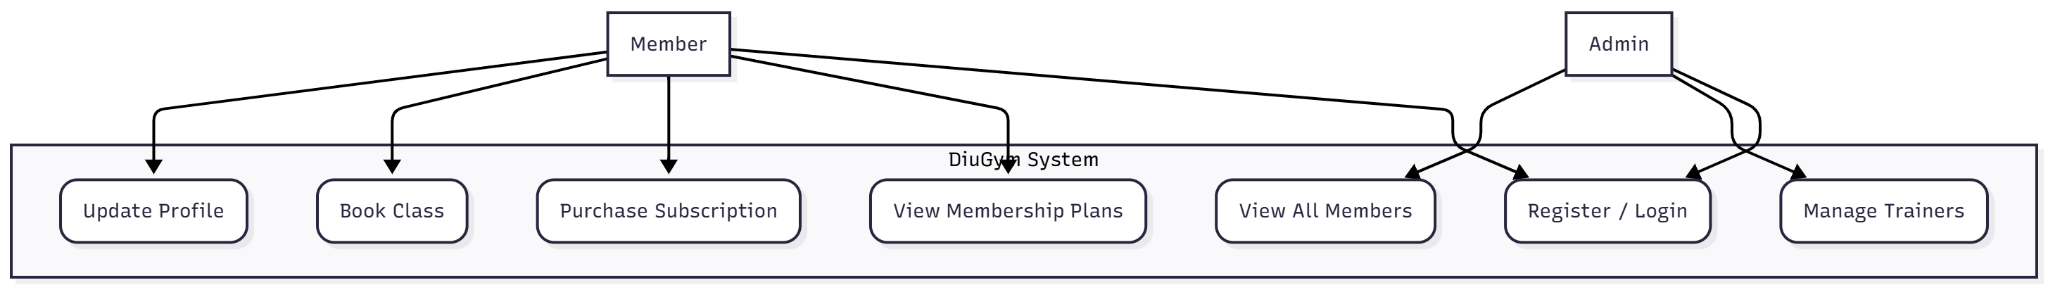 Member
Admin
DiuGym System
Update Profile
Book Class
Purchase Subscription
View Membership Plans
View All Members
Register / Login
Manage Trainers